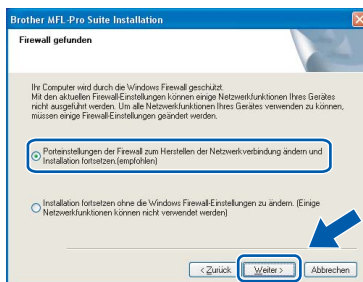 Brother MFL-Pro Suite Installation
Firewall gefunden
Ihr Computer wird durch die Windows Firewall geschützt.
Mit den aktuellen Firewall-Einstellungen können einige Netzwerkfunktionen Ihres Gerätes
nicht ausgeführt werden. Um alle Netzwerkfunktionen Ihres Gerätes verwenden zu können,
müssen einige Firewall-Einstellungen geändert werden.
Porteinstellungen der Firewall zum Herstellen der Netzwerkverbindung ändern und
Installation fortsetzen.(empfohlen)
Installation fortsetzen ohne die Windows Firewall-Einstellungen zu ändern. (Einige
Netzwerkfunktionen können nicht verwendet werden)
< Zurück Weiter > Abbrechen